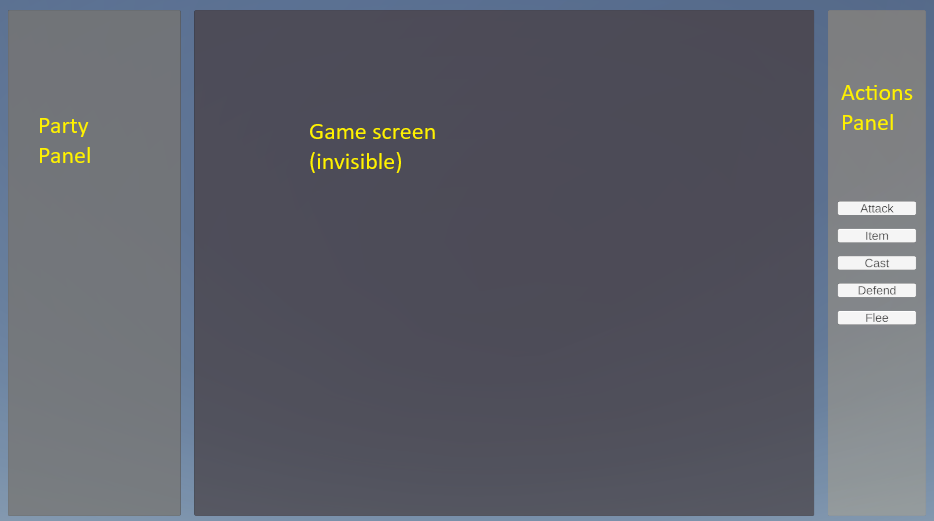 Party
Panel
Game screen
(invisible)
Actions
Panel
Attack
Item
Cast
Defend
Flee